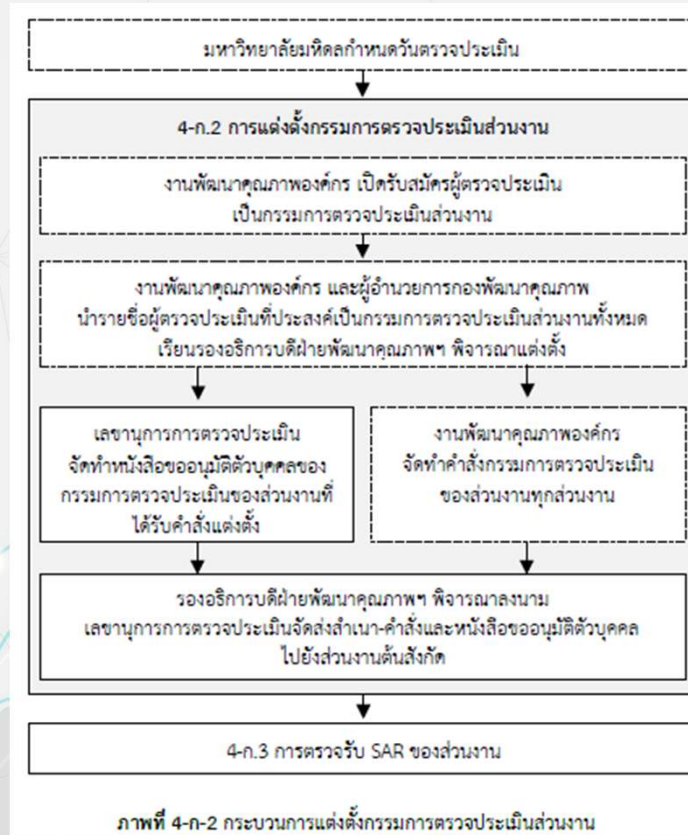 มหาวิทยาลัยมหิดลกำหนดวันตรวจประเมิน
4-ก.2 การแต่งตั้งกรรมการตรวจประเมินส่วนงาน
งานพัฒนาคุณภาพองค์กร เปิดรับสมัครผู้ตรวจประเมิน
เป็นกรรมการตรวจประเมินส่วนงาน
งานพัฒนาคุณภาพองค์กร และผู้อำนวยการกองพัฒนาคุณภาพ
นำรายชื่อผู้ตรวจประเมินที่ประสงค์เป็นกรรมการตรวจประเมินส่วนงานทั้งหมด
เรียนรองอธิการบดีฝ่ายพัฒนาคุณภาพฯ พิจารณาแต่งตั้ง
เลขานุการการตรวจประเมิน
จัดทำหนังสือขออนุมัติตัวบุคคลของ
กรรมการตรวจประเมินของส่วนงานที่
ได้รับคำสั่งแต่งตั้ง
งานพัฒนาคุณภาพองค์กร
จัดทำคำสั่งกรรมการตรวจประเมิน
ของส่วนงานทุกส่วนงาน
รองอธิการบดีฝ่ายพัฒนาคุณภาพฯ พิจารณาลงนาม
เลขานุการการตรวจประเมินจัดส่งสำเนา-คำสั่งและหนังสือขออนุมัติตัวบุคคล
ไปยังส่วนงานต้นสังกัด
4-ก.3 การตรวจรับ SAR ของส่วนงาน
ภาพที่ 4-ก-2 กระบวนการแต่งตั้งกรรมการตรวจประเมินส่วนงาน